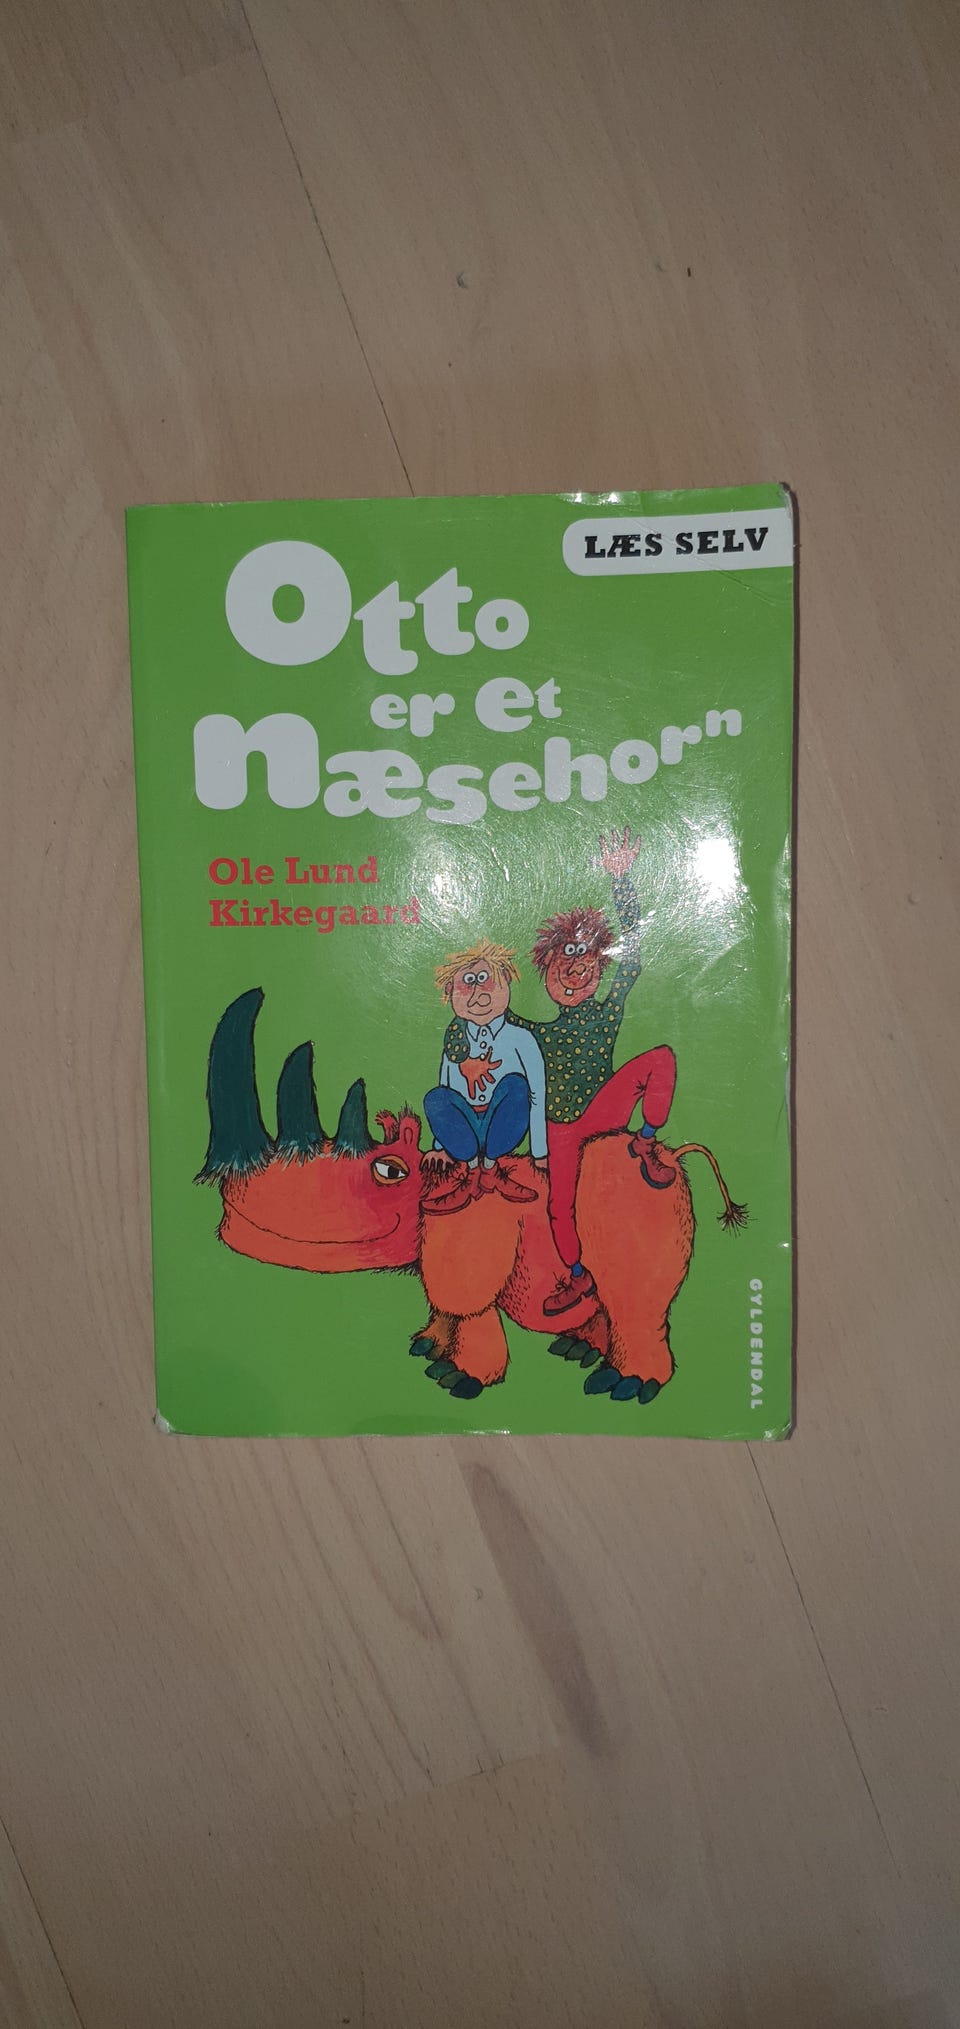 LÆS SELV
Otto
er et
næsehorn
Ole Lund
Kirkegaard
GYLDENDAL